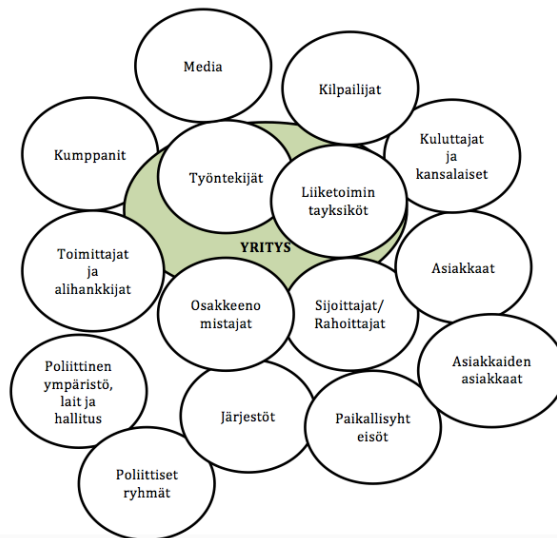 Media
Kilpailijat
Kumppanit
Kuluttajat
ja
kansalaiset
Työntekijät
Liiketoimin
tayksiköt
YRITYS
Toimittajat
ja
alihankkijat
Asiakkaat
Osakkeeno
mistajat
Sijoittajat/
Rahoittajat
Poliittinen
ympäristö,
lait ja
hallitus
Asiakkaiden
asiakkaat
Järjestöt
Paikallisyht
eisöt
Poliittiset
ryhmät